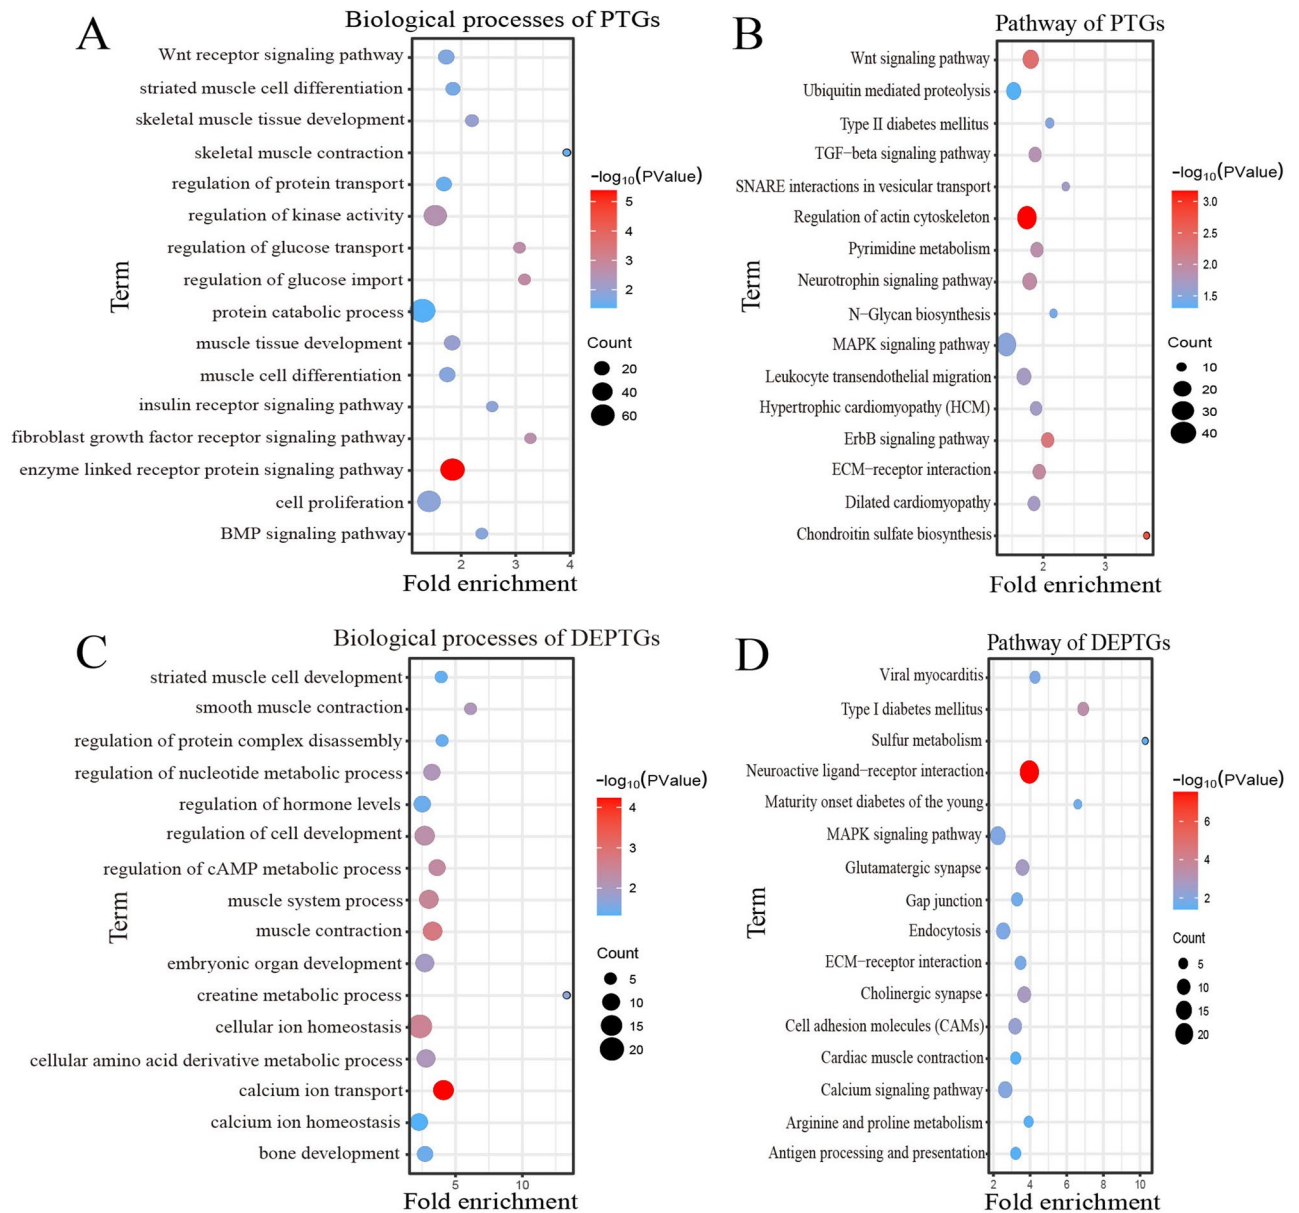 A
Biological processes of PTGs
Term
Wnt receptor signaling pathway
striated muscle cell differentiation
skeletal muscle tissue development
skeletal muscle contraction
regulation of protein transport
regulation of kinase activity
regulation of glucose transport
regulation of glucose import
protein catabolic process
muscle tissue development
muscle cell differentiation
insulin receptor signaling pathway
fibroblast growth factor receptor signaling pathway
enzyme linked receptor protein signaling pathway
cell proliferation
BMP signaling pathway
2 3 4
Fold enrichment
−log10(PValue)
5
4
3
2
Count
20
40
60
B
Pathway of PTGs
Term
Wnt signaling pathway
Ubiquitin mediated proteolysis
Type II diabetes mellitus
TGF−beta signaling pathway
SNARE interactions in vesicular transport
Regulation of actin cytoskeleton
Pyrimidine metabolism
Neurotrophin signaling pathway
N−Glycan biosynthesis
MAPK signaling pathway
Leukocyte transendothelial migration
Hypertrophic cardiomyopathy (HCM)
ErbB signaling pathway
ECM−receptor interaction
Dilated cardiomyopathy
Chondroitin sulfate biosynthesis
2 3
Fold enrichment
−log10(PValue)
3.0
2.5
2.0
1.5
Count
10
20
30
40
C
Biological processes of DEPTGs
Term
striated muscle cell development
smooth muscle contraction
regulation of protein complex disassembly
regulation of nucleotide metabolic process
regulation of hormone levels
regulation of cell development
regulation of cAMP metabolic process
muscle system process
muscle contraction
embryonic organ development
creatine metabolic process
cellular ion homeostasis
cellular amino acid derivative metabolic process
calcium ion transport
calcium ion homeostasis
bone development
5 10
Fold enrichment
−log10(PValue)
4
3
2
Count
5
10
15
20
D
Pathway of DEPTGs
Term
Viral myocarditis
Type I diabetes mellitus
Sulfur metabolism
Neuroactive ligand−receptor interaction
Maturity onset diabetes of the young
MAPK signaling pathway
Glutamatergic synapse
Gap junction
Endocytosis
ECM−receptor interaction
Cholinergic synapse
Cell adhesion molecules (CAMs)
Cardiac muscle contraction
Calcium signaling pathway
Arginine and proline metabolism
Antigen processing and presentation
2 4 6 8 10
Fold enrichment
−log10(PValue)
6
4
2
Count
5
10
15
20